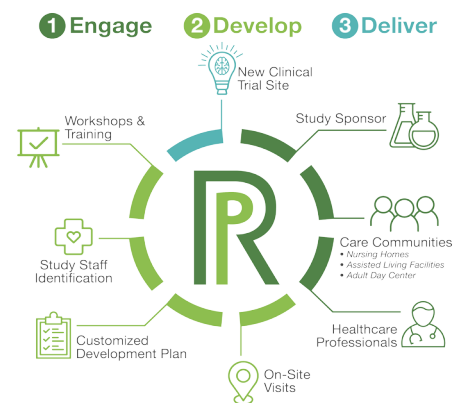 1 Engage 2 Develop 3 Deliver
New Clinical
Trial Site
Study Sponsor
Care Communities
• Nursing Homes
• Assisted Living Facilities
• Adult Day Center
Healthcare
Professionals
On-Site
Visits
Customized
Development Plan
Study Staff
Identification
Workshops &
Training
RP